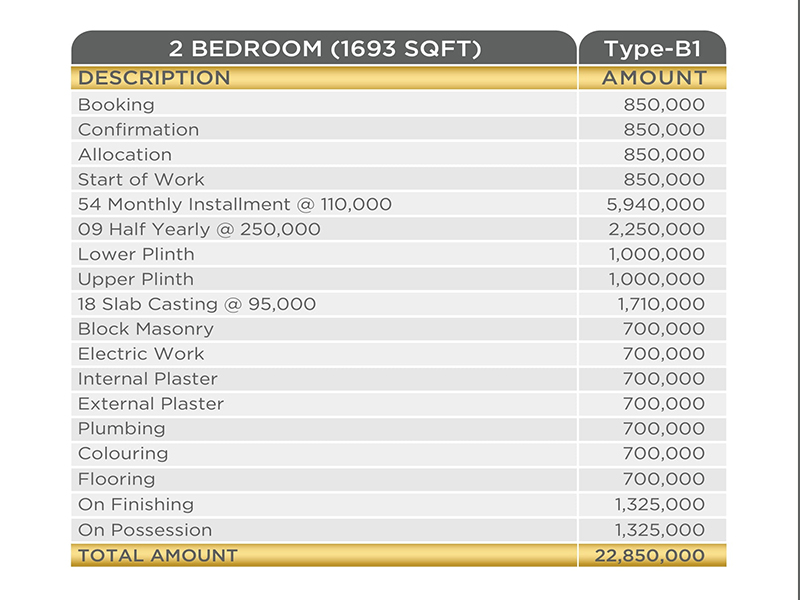 2 BEDROOM (1693 SQFT) Type-B1
DESCRIPTION AMOUNT
Booking 850,000
Confirmation 850,000
Allocation 850,000
Start of Work 850,000
54 Monthly Installment @ 110,000 5,940,000
09 Half Yearly @ 250,000 2,250,000
Lower Plinth 1,000,000
Upper Plinth 1,000,000
18 Slab Casting @ 95,000 1,710,000
Block Masonry 700,000
Electric Work 700,000
Internal Plaster 700,000
External Plaster 700,000
Plumbing 700,000
Colouring 700,000
Flooring 700,000
On Finishing 1,325,000
On Possession 1,325,000
TOTAL AMOUNT 22,850,000